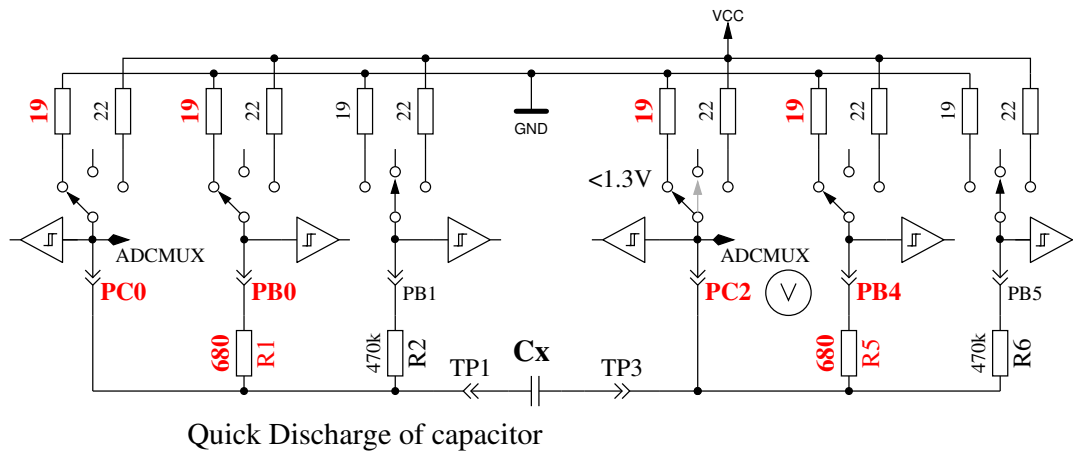 VCC
19
22
19
22
19
22
GND
19
22
19
22
19
22
<1.3V
ADCMUX
ADCMUX
PC0
PB0
PB1
PC2
V
PB4
PB5
680
R1
470k
R2
TP1
Cx
TP3
680
R5
470k
R6
Quick Discharge of capacitor